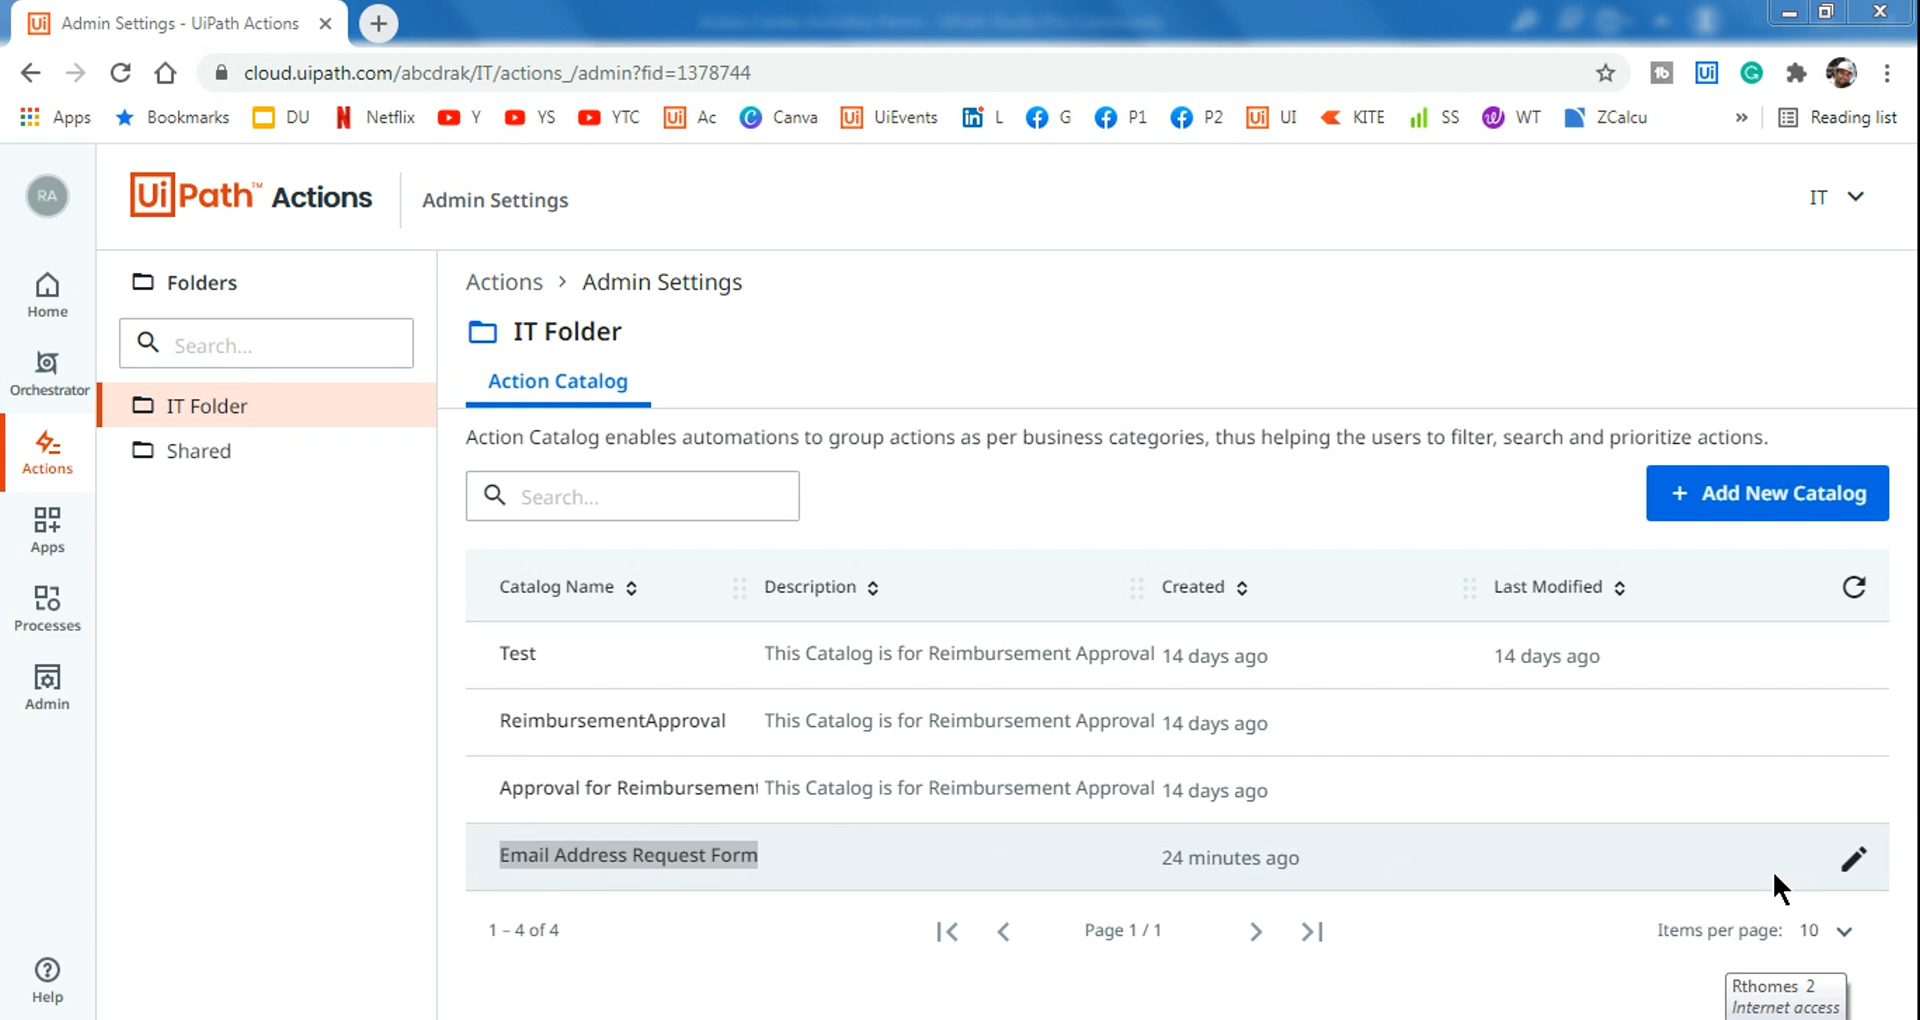 Admin Settings - UiPath Actions
cloud.uipath.com/abcdrak/IT/actions_/admin?fid=1378744
Apps Bookmarks DU Netflix Y YS YTC Ac Canva UiEvents L G P1 P2 UI KITE SS WT ZCalcu » Reading list
RA
UiPath™ Actions
Admin Settings
IT
Home
Orchestrator
Actions
Apps
Processes
Admin
Help
Folders
Search...
IT Folder
Shared
Actions > Admin Settings
IT Folder
Action Catalog
Action Catalog enables automations to group actions as per business categories, thus helping the users to filter, search and prioritize actions.
Search...
+ Add New Catalog
Catalog Name Description Created Last Modified
Test This Catalog is for Reimbursement Approval 14 days ago 14 days ago
ReimbursementApproval This Catalog is for Reimbursement Approval 14 days ago
Approval for Reimbursement This Catalog is for Reimbursement Approval 14 days ago
Email Address Request Form 24 minutes ago
1 – 4 of 4 Page 1 / 1 Items per page: 10
Rthomes 2
Internet access